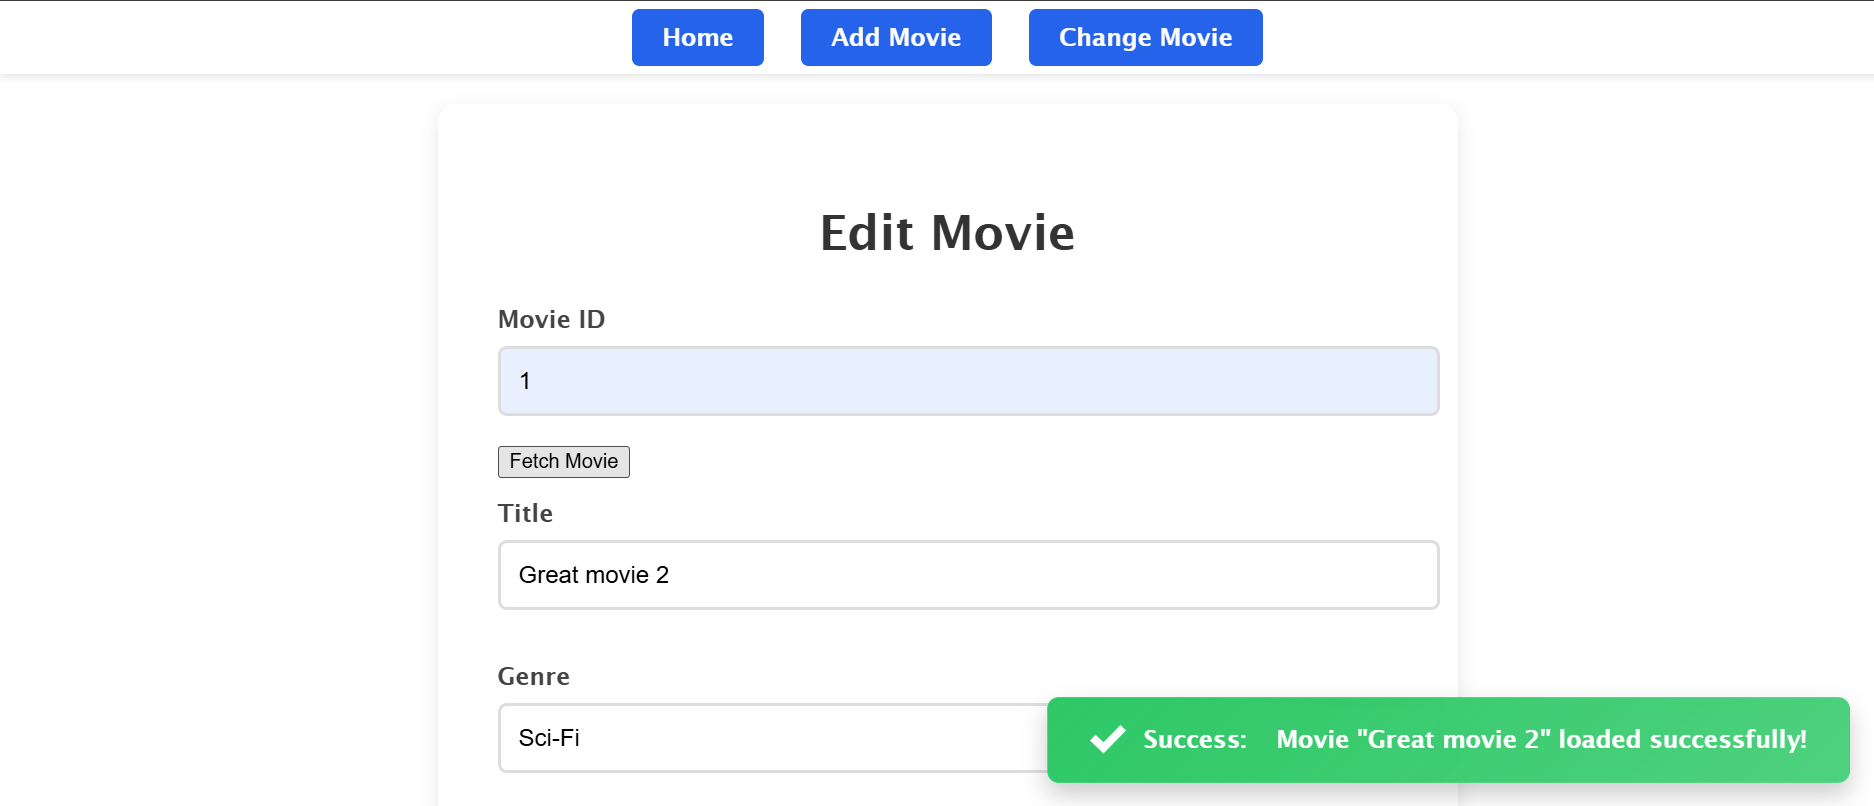 Home Add Movie Change Movie
Edit Movie
Movie ID
1
Fetch Movie
Title
Great movie 2
Genre
Sci-Fi
Success: Movie "Great movie 2" loaded successfully!